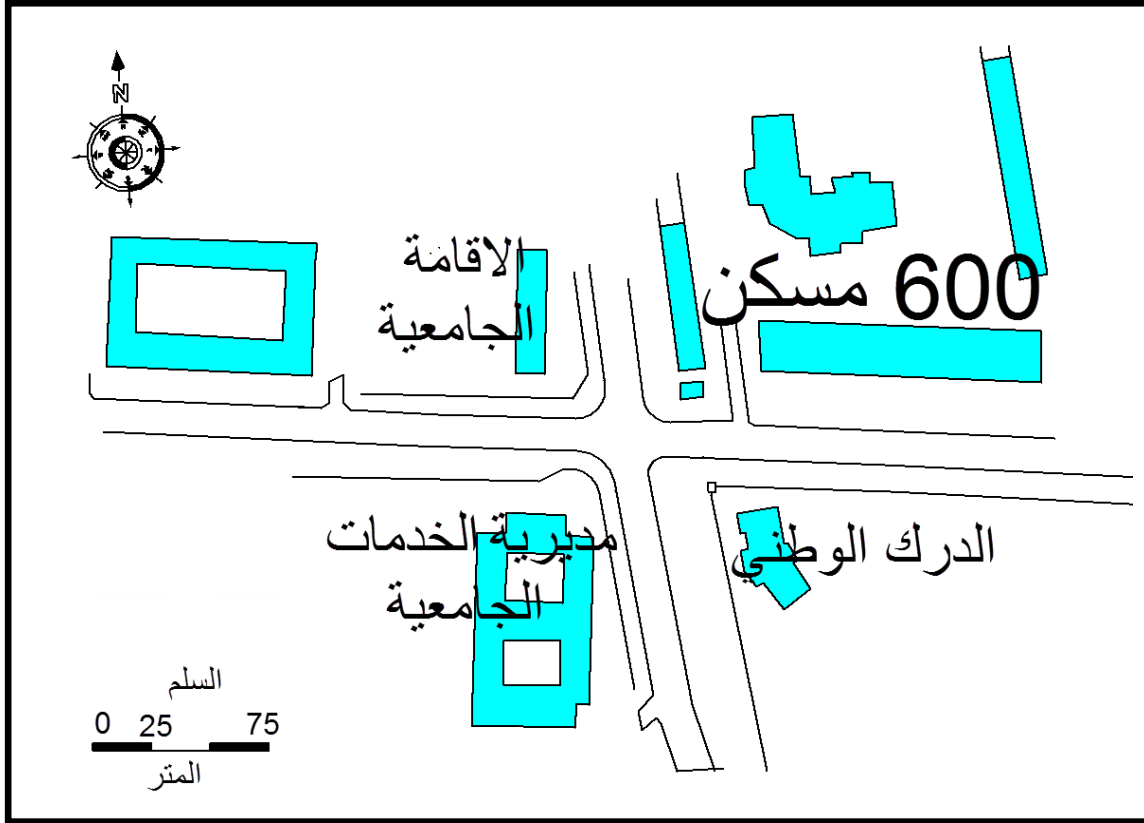 N
الاقامة
الجامعية
600 مسكن
مديرية الخدمات
الجامعية
الدرك الوطني
السلم
0 25 75
المتر